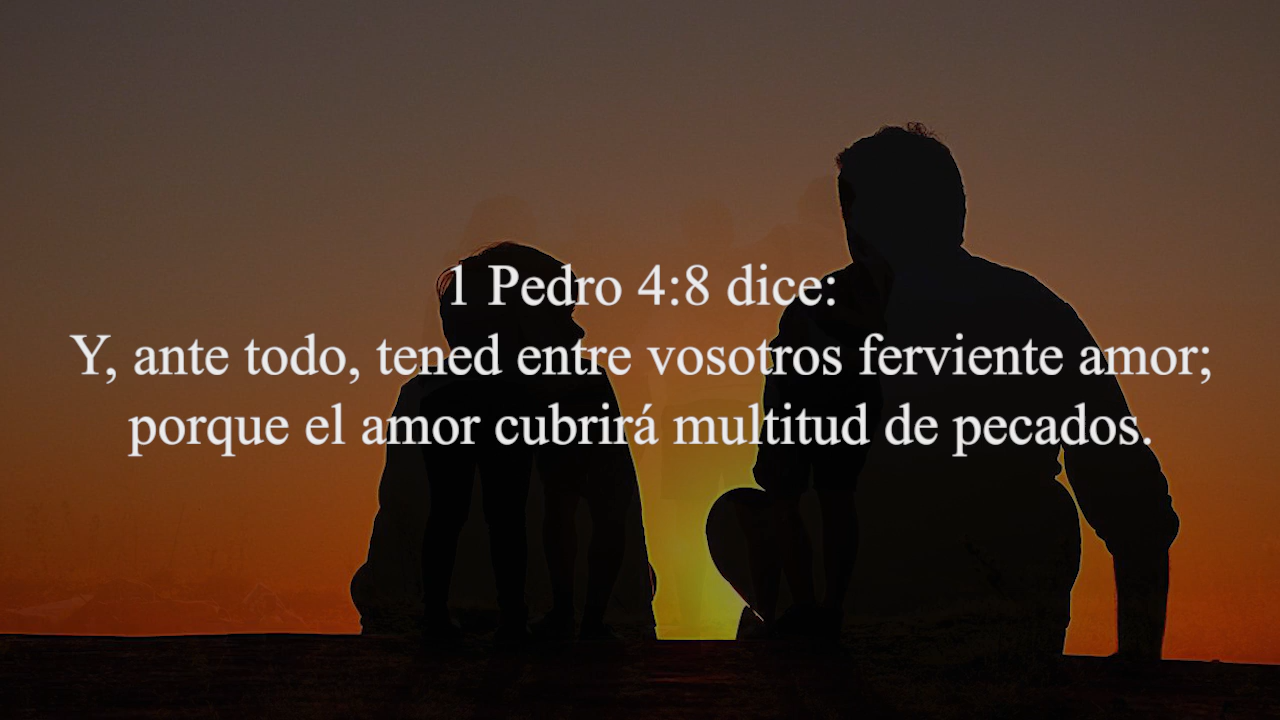 1 Pedro 4:8 dice:
Y, ante todo, tened entre vosotros ferviente amor;
porque el amor cubrirá multitud de pecados.